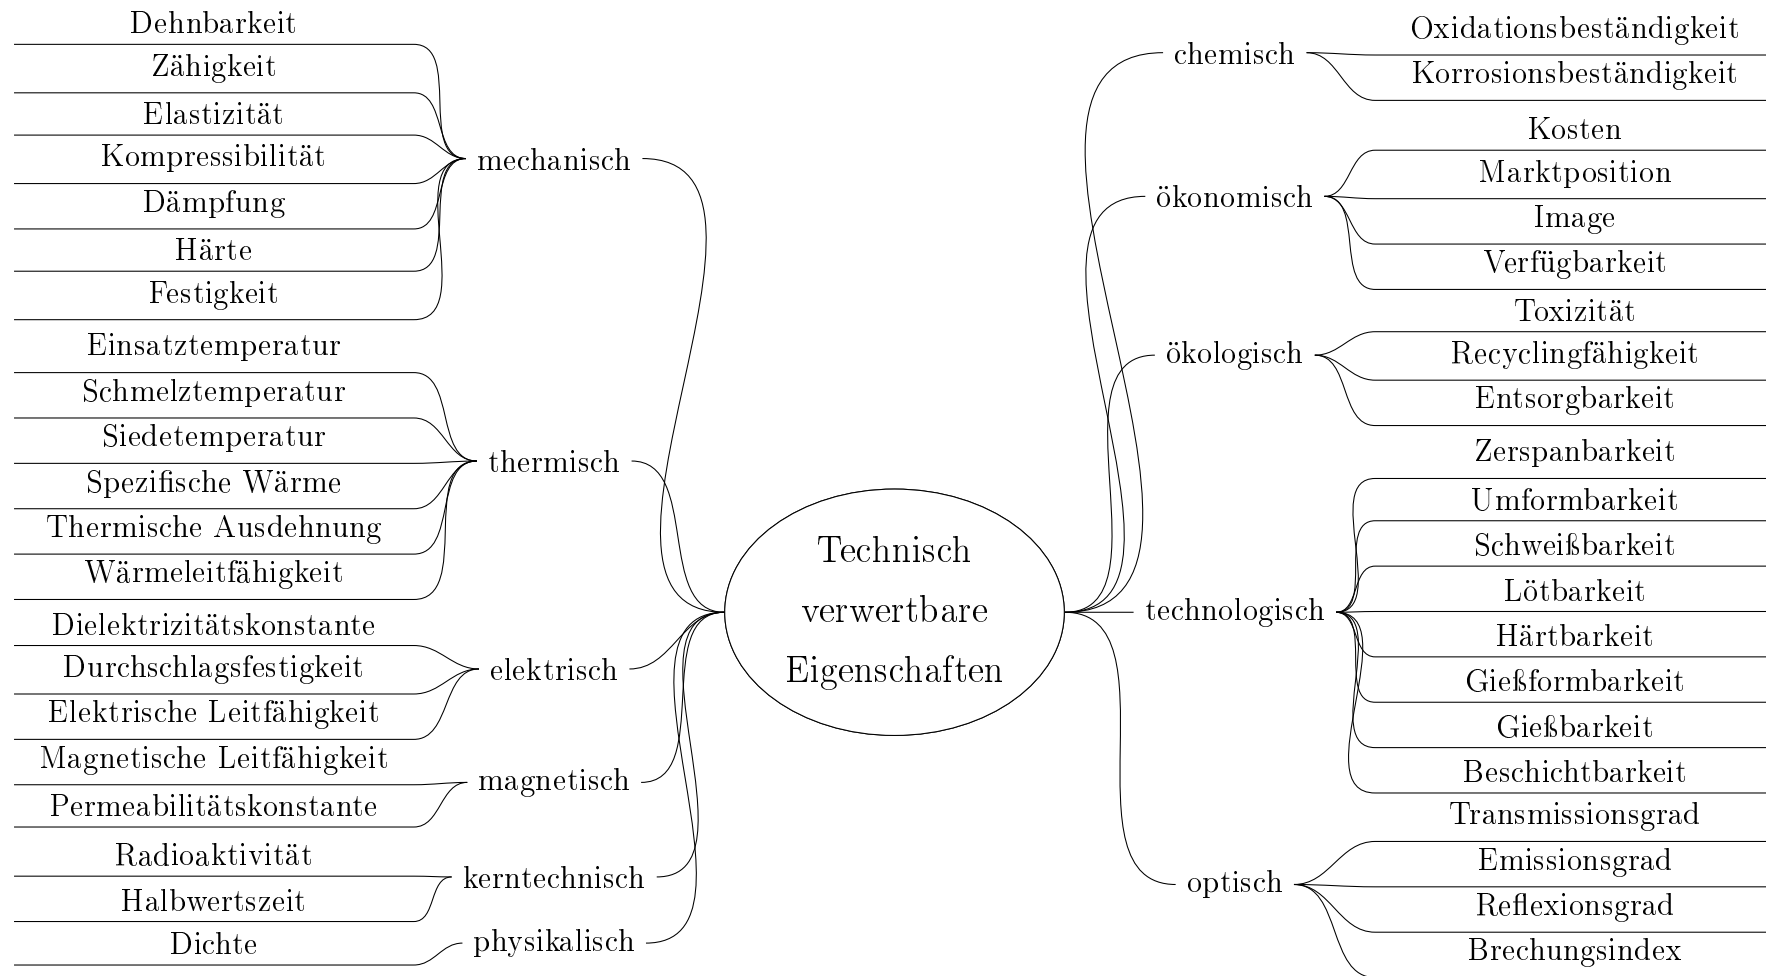 Technisch
verwertbare
Eigenschaften
mechanisch
Dehnbarkeit
Zähigkeit
Elastizität
Kompressibilität
Dämpfung
Härte
Festigkeit
thermisch
Einsatztemperatur
Schmelztemperatur
Siedetemperatur
Spezifische Wärme
Thermische Ausdehnung
Wärmeleitfähigkeit
elektrisch
Dielektrizitätskonstante
Durchschlagsfestigkeit
Elektrische Leitfähigkeit
magnetisch
Magnetische Leitfähigkeit
Permeabilitätskonstante
kerntechnisch
Radioaktivität
Halbwertszeit
physikalisch
Dichte
chemisch
Oxidationsbeständigkeit
Korrosionsbeständigkeit
ökonomisch
Kosten
Marktposition
Image
Verfügbarkeit
ökologisch
Toxizität
Recyclingfähigkeit
Entsorgbarkeit
technologisch
Zerspanbarkeit
Umformbarkeit
Schweißbarkeit
Lötbarkeit
Härtbarkeit
Gießformbarkeit
Gießbarkeit
Beschichtbarkeit
optisch
Transmissionsgrad
Emissionsgrad
Reflexionsgrad
Brechungsindex